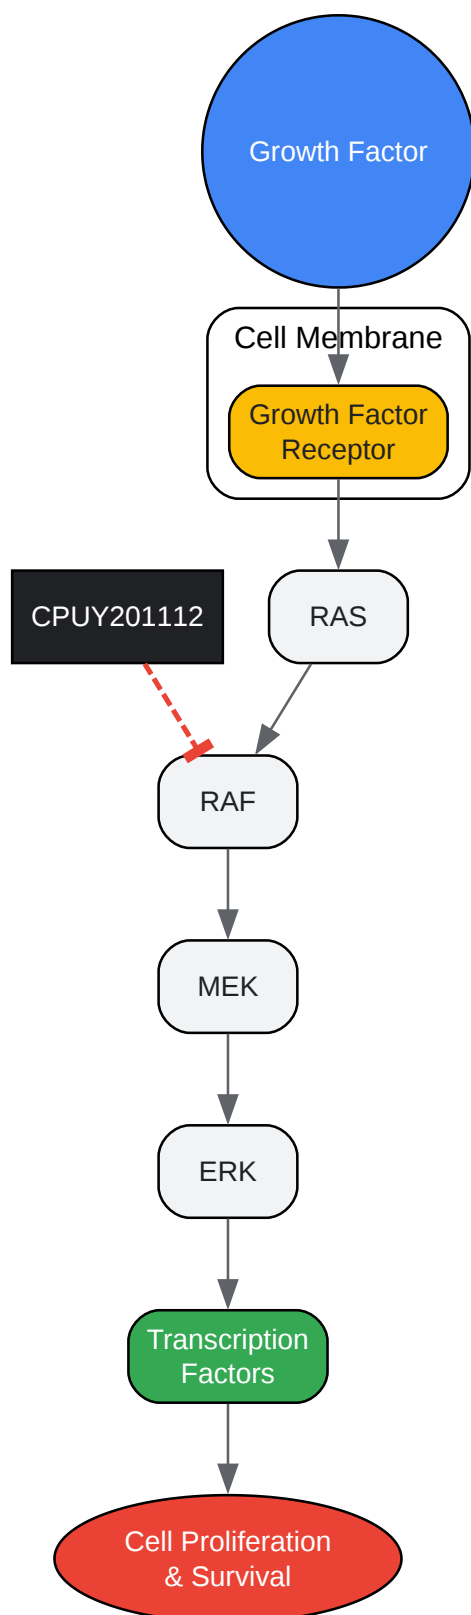 Growth Factor
Cell Membrane
Growth Factor
Receptor
CPUY201112
RAS
RAF
MEK
ERK
Transcription
Factors
Cell Proliferation
& Survival